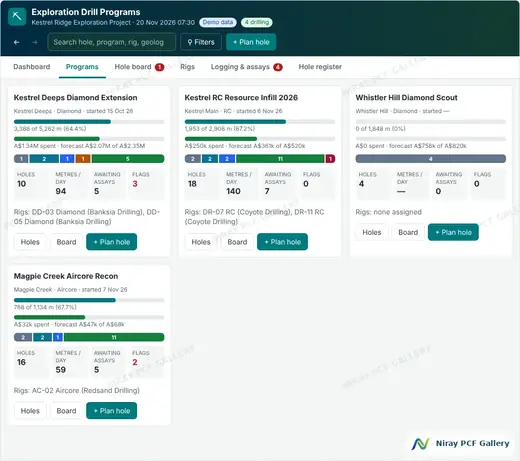 Exploration Drill Programs
Kestrel Ridge Exploration Project · 20 Nov 2026 07:30 Demo data 4 drilling
Search hole, program, rig, geolog
Filters
+ Plan hole
Dashboard Programs Hole board 1 Rigs Logging & assays 4 Hole register
Kestrel Deeps Diamond Extension
Kestrel Deeps · Diamond · started 15 Oct 26
3,388 of 5,262 m (64.4%)
A$1.34M spent · forecast A$2.07M of A$2.35M
1 2 1 1 5
HOLES 10
METRES / DAY 94
AWAITING ASSAYS 5
FLAGS 3
Rigs: DD-03 Diamond (Banksia Drilling), DD-
05 Diamond (Banksia Drilling)
Holes Board + Plan hole
Kestrel RC Resource Infill 2026
Kestrel Main · RC · started 6 Nov 26
1,953 of 2,908 m (67.2%)
A$250k spent · forecast A$361k of A$520k
2 2 2 11 1
HOLES 18
METRES / DAY 140
AWAITING ASSAYS 7
FLAGS 0
Rigs: DR-07 RC (Coyote Drilling), DR-11 RC
(Coyote Drilling)
Holes Board + Plan hole
Whistler Hill Diamond Scout
Whistler Hill · Diamond · started —
0 of 1,848 m (0%)
A$0 spent · forecast A$758k of A$820k
4
HOLES 4
METRES / DAY —
AWAITING ASSAYS 0
FLAGS 0
Rigs: none assigned
Holes Board + Plan hole
Magpie Creek Aircore Recon
Magpie Creek · Aircore · started 7 Nov 26
768 of 1,134 m (67.7%)
A$32k spent · forecast A$47k of A$68k
2 2 1 11
HOLES 16
METRES / DAY 59
AWAITING ASSAYS 5
FLAGS 2
Rigs: AC-02 Aircore (Redsand Drilling)
Holes Board + Plan hole
Niray PCF Gallery